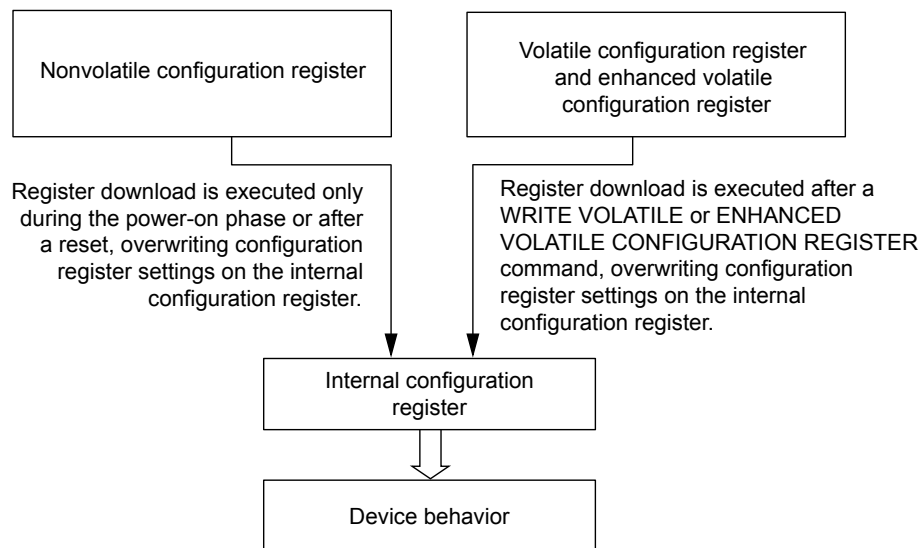 Nonvolatile configuration register
Volatile configuration register
and enhanced volatile
configuration register
Register download is executed only
during the power-on phase or after
a reset, overwriting configuration
register settings on the internal
configuration register.
Register download is executed after a
WRITE VOLATILE or ENHANCED
VOLATILE CONFIGURATION REGISTER
command, overwriting configuration
register settings on the internal
configuration register.
Internal configuration
register
Device behavior